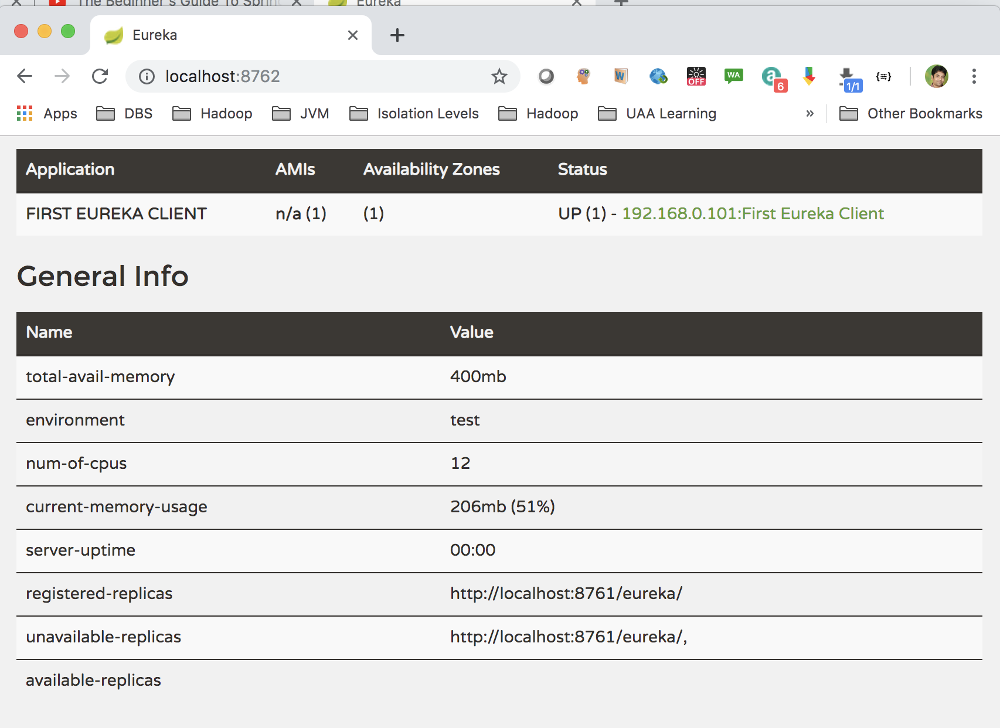 The Beginner's Guide To Sprin
Eureka
Eureka
localhost:8762
OFF
WA
a
6
1/1
W
{=}
Apps DBS Hadoop JVM Isolation Levels Hadoop UAA Learning » Other Bookmarks
Application AMIs Availability Zones Status
FIRST EUREKA CLIENT n/a (1) (1) UP (1) - 192.168.0.101:First Eureka Client
General Info
Name Value
total-avail-memory 400mb
environment test
num-of-cpus 12
current-memory-usage 206mb (51%)
server-uptime 00:00
registered-replicas http://localhost:8761/eureka/
unavailable-replicas http://localhost:8761/eureka/,
available-replicas